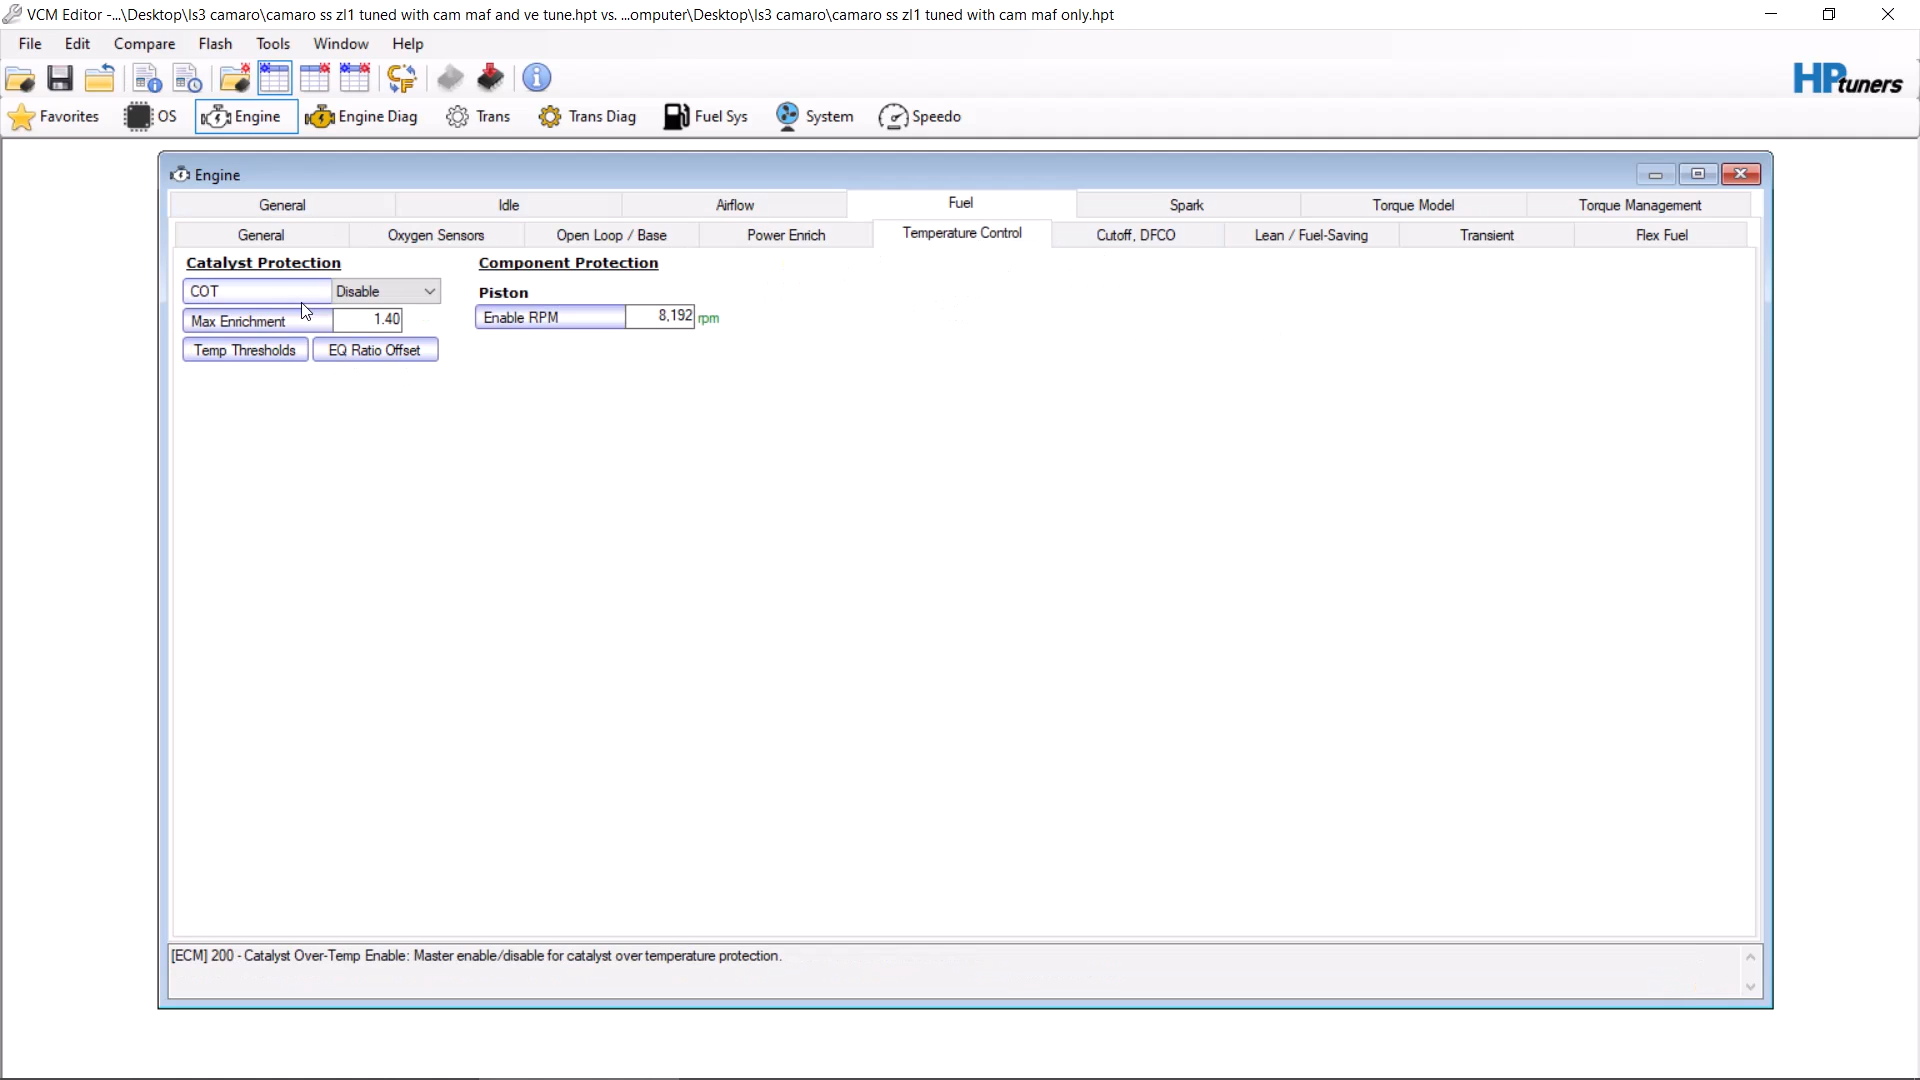 VCM Editor -...\Desktop\ls3 camaro\camaro ss zl1 tuned with cam maf and ve tune.hpt vs. ...omputer\Desktop\ls3 camaro\camaro ss zl1 tuned with cam maf only.hpt
File Edit Compare Flash Tools Window Help
HPtuners
Favorites OS Engine Engine Diag Trans Trans Diag Fuel Sys System Speedo
Engine
General Idle Airflow Fuel Spark Torque Model Torque Management
General Oxygen Sensors Open Loop / Base Power Enrich Temperature Control Cutoff, DFCO Lean / Fuel-Saving Transient Flex Fuel
Catalyst Protection Component Protection
COT Disable Piston
Max Enrichment 1.40 Enable RPM 8,192 rpm
Temp Thresholds EQ Ratio Offset
[ECM] 200 - Catalyst Over-Temp Enable: Master enable/disable for catalyst over temperature protection.